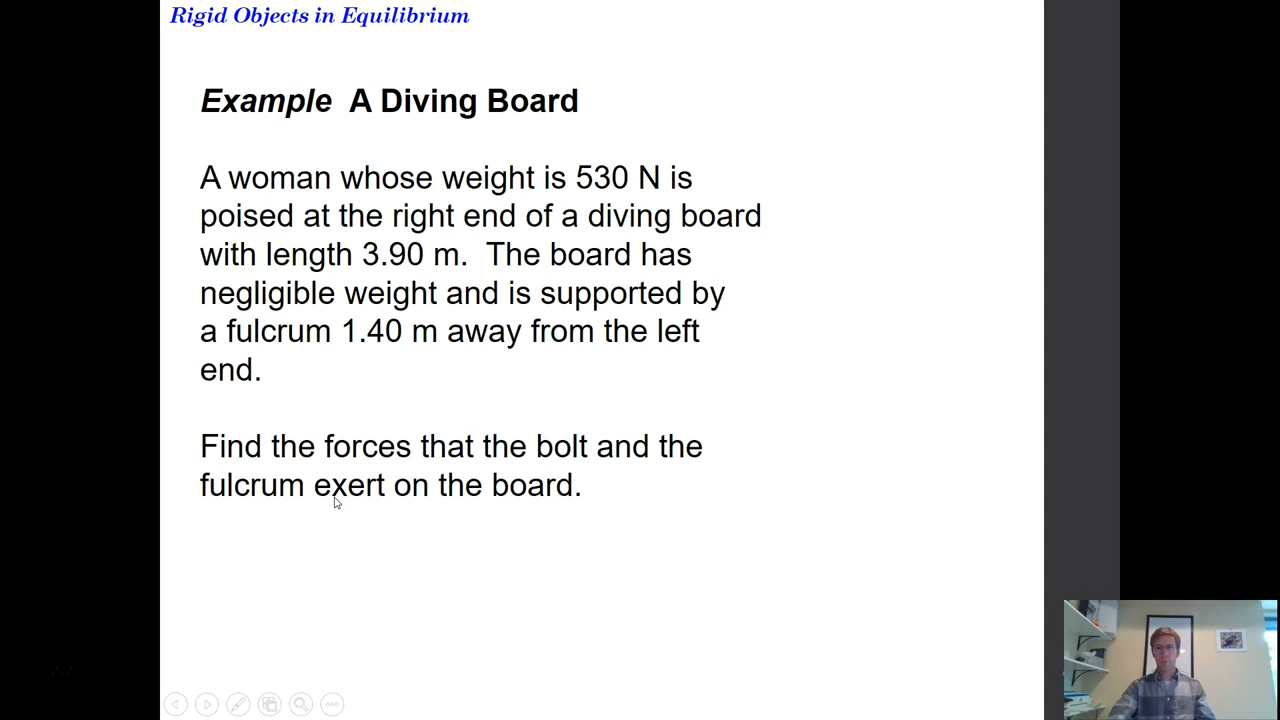 Rigid Objects in Equilibrium
Example A Diving Board
A woman whose weight is 530 N is
poised at the right end of a diving board
with length 3.90 m. The board has
negligible weight and is supported by
a fulcrum 1.40 m away from the left
end.
Find the forces that the bolt and the
fulcrum exert on the board.